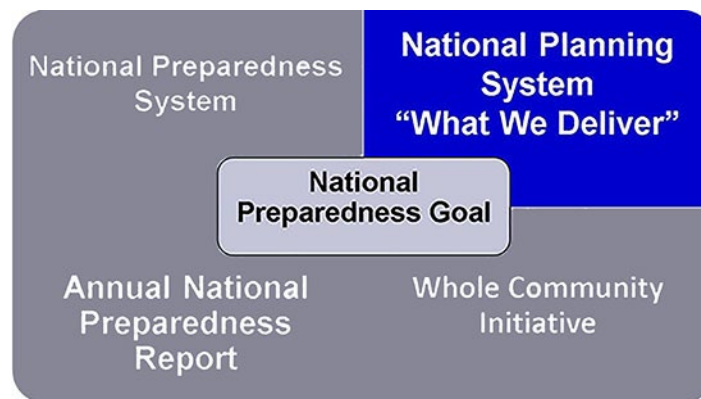 National Preparedness
System
National Planning
System
“What We Deliver”
National
Preparedness Goal
Annual National
Preparedness
Report
Whole Community
Initiative